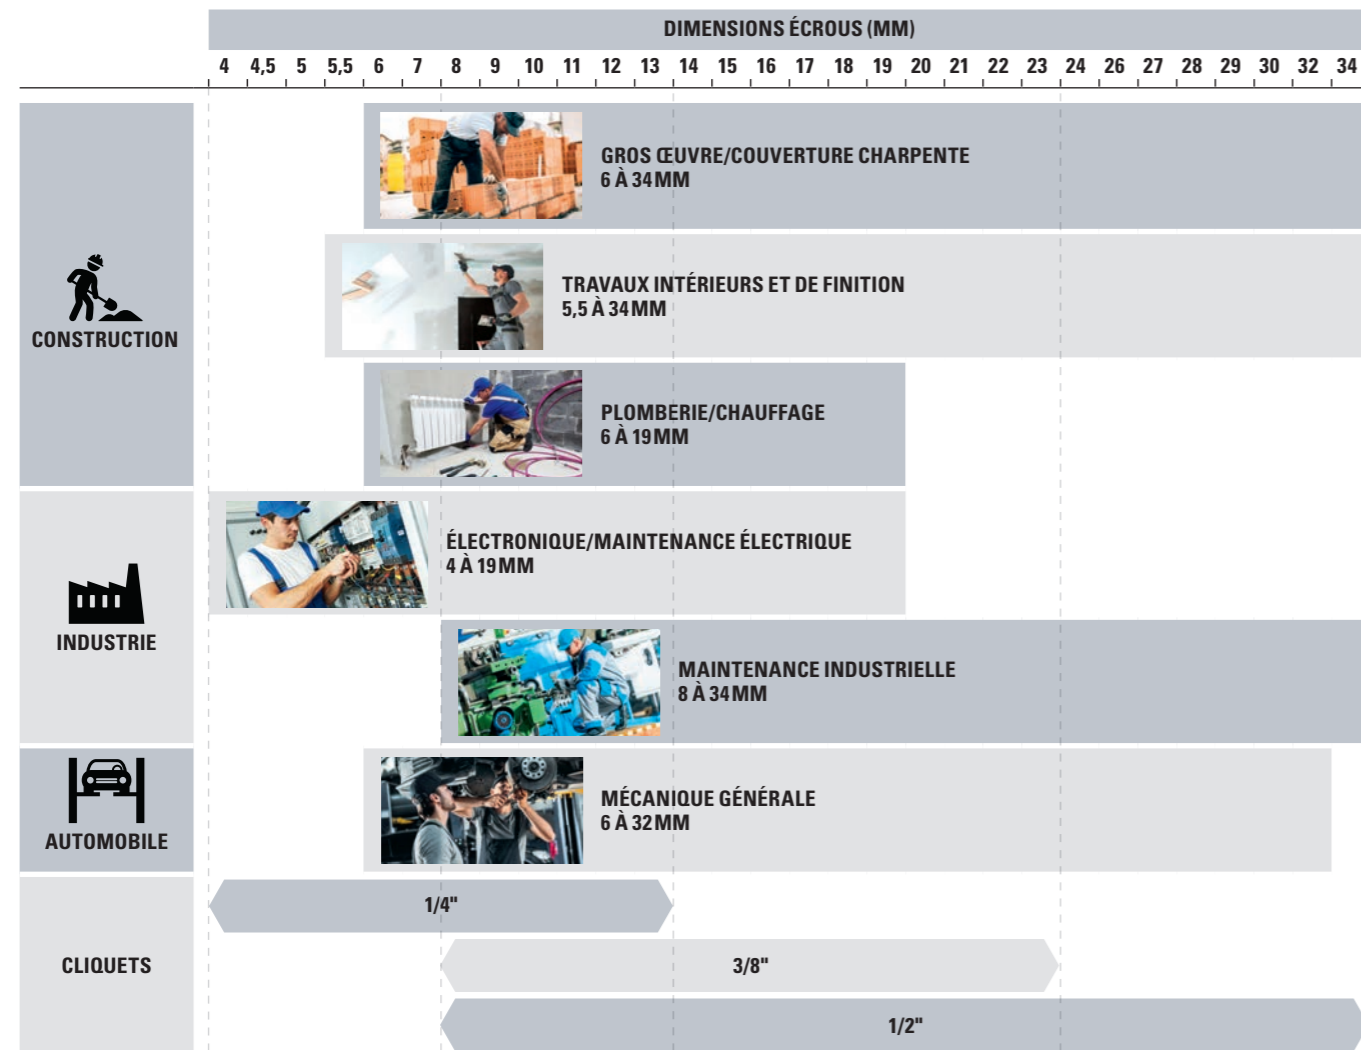 DIMENSIONS ÉCROUS (MM)
4 4,5 5 5,5 6 7 8 9 10 11 12 13 14 15 16 17 18 19 20 21 22 23 24 26 27 28 29 30 32 34
CONSTRUCTION
GROS ŒUVRE/COUVERTURE CHARPENTE
6 À 34MM
TRAVAUX INTÉRIEURS ET DE FINITION
5,5 À 34MM
PLOMBERIE/CHAUFFAGE
6 À 19MM
INDUSTRIE
ÉLECTRONIQUE/MAINTENANCE ÉLECTRIQUE
4 À 19MM
MAINTENANCE INDUSTRIELLE
8 À 34MM
AUTOMOBILE
MÉCANIQUE GÉNÉRALE
6 À 32MM
CLIQUETS
1/4"
3/8"
1/2"